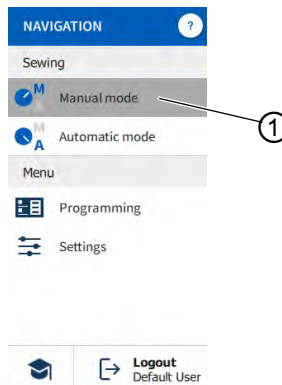 NAVIGATION ?
Sewing
M
Manual mode
1
M
A
Automatic mode
Menu
Programming
Settings
Logout
Default User